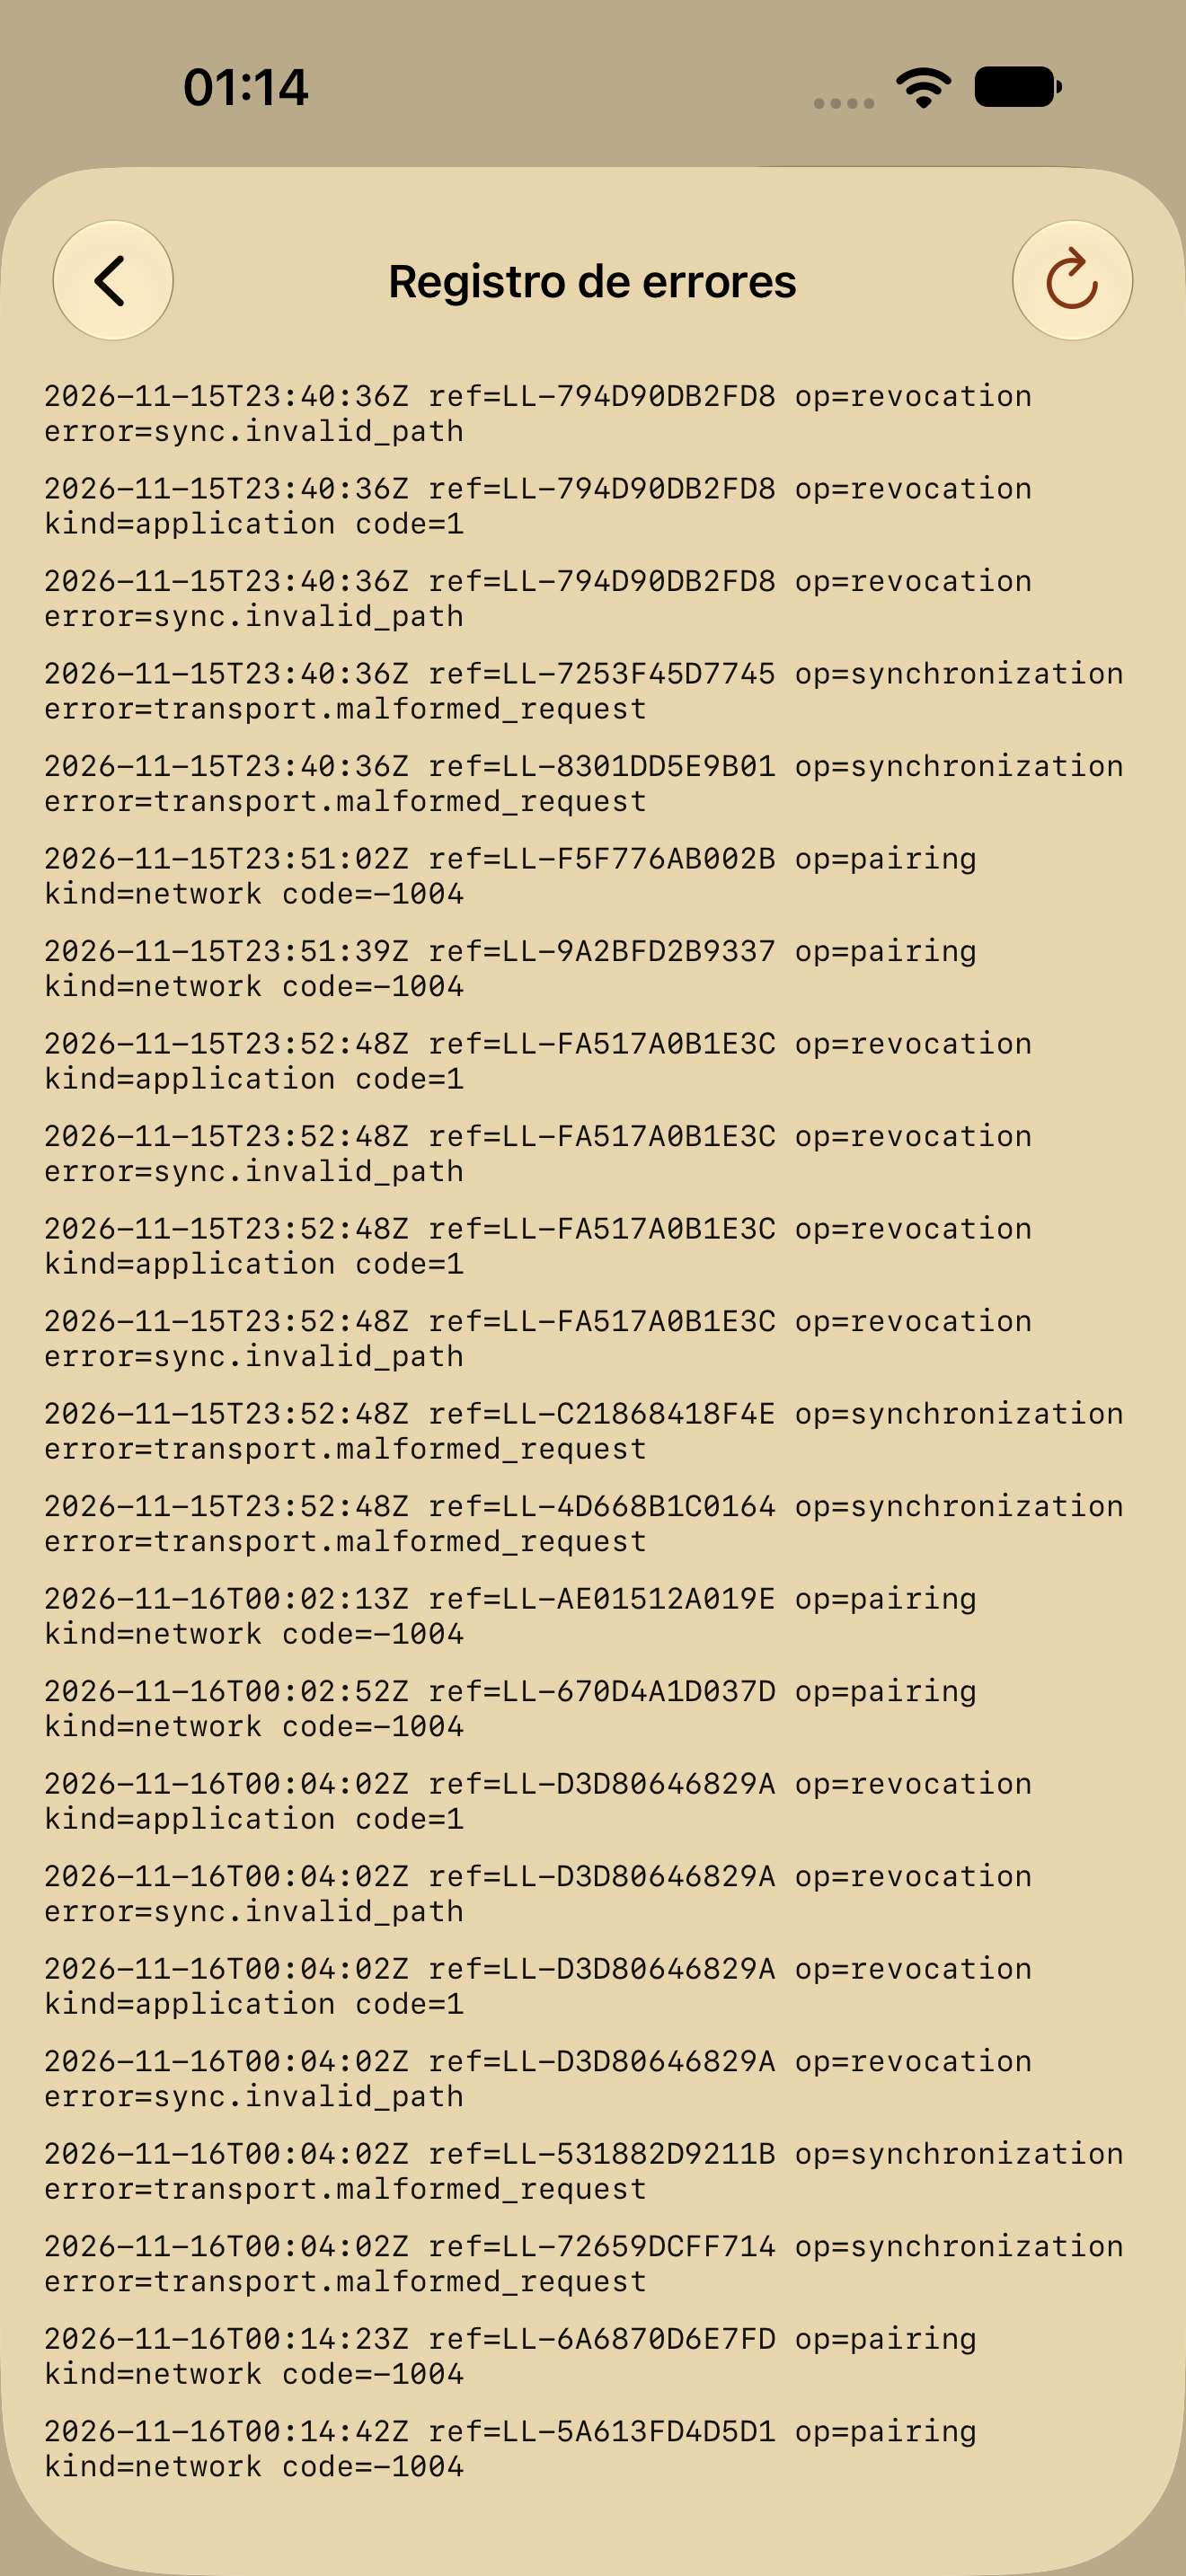 01:14
Registro de errores
2026-11-15T23:40:36Z ref=LL-794D90DB2FD8 op=revocation
error=sync.invalid_path
2026-11-15T23:40:36Z ref=LL-794D90DB2FD8 op=revocation
kind=application code=1
2026-11-15T23:40:36Z ref=LL-794D90DB2FD8 op=revocation
error=sync.invalid_path
2026-11-15T23:40:36Z ref=LL-7253F45D7745 op=synchronization
error=transport.malformed_request
2026-11-15T23:40:36Z ref=LL-8301DD5E9B01 op=synchronization
error=transport.malformed_request
2026-11-15T23:51:02Z ref=LL-F5F776AB002B op=pairing
kind=network code=-1004
2026-11-15T23:51:39Z ref=LL-9A2BFD2B9337 op=pairing
kind=network code=-1004
2026-11-15T23:52:48Z ref=LL-FA517A0B1E3C op=revocation
kind=application code=1
2026-11-15T23:52:48Z ref=LL-FA517A0B1E3C op=revocation
error=sync.invalid_path
2026-11-15T23:52:48Z ref=LL-FA517A0B1E3C op=revocation
kind=application code=1
2026-11-15T23:52:48Z ref=LL-FA517A0B1E3C op=revocation
error=sync.invalid_path
2026-11-15T23:52:48Z ref=LL-C21868418F4E op=synchronization
error=transport.malformed_request
2026-11-15T23:52:48Z ref=LL-4D668B1C0164 op=synchronization
error=transport.malformed_request
2026-11-16T00:02:13Z ref=LL-AE01512A019E op=pairing
kind=network code=-1004
2026-11-16T00:02:52Z ref=LL-670D4A1D037D op=pairing
kind=network code=-1004
2026-11-16T00:04:02Z ref=LL-D3D80646829A op=revocation
kind=application code=1
2026-11-16T00:04:02Z ref=LL-D3D80646829A op=revocation
error=sync.invalid_path
2026-11-16T00:04:02Z ref=LL-D3D80646829A op=revocation
kind=application code=1
2026-11-16T00:04:02Z ref=LL-D3D80646829A op=revocation
error=sync.invalid_path
2026-11-16T00:04:02Z ref=LL-531882D9211B op=synchronization
error=transport.malformed_request
2026-11-16T00:04:02Z ref=LL-72659DCFF714 op=synchronization
error=transport.malformed_request
2026-11-16T00:14:23Z ref=LL-6A6870D6E7FD op=pairing
kind=network code=-1004
2026-11-16T00:14:42Z ref=LL-5A613FD4D5D1 op=pairing
kind=network code=-1004